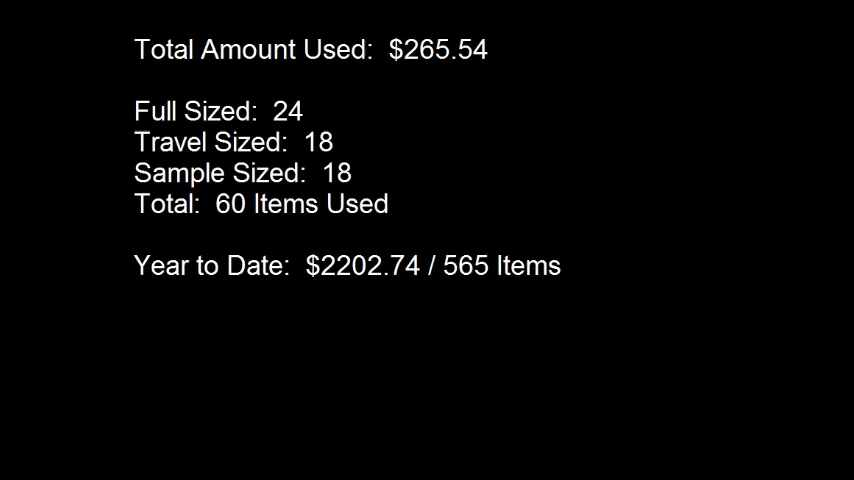 Total Amount Used:  $265.54
Full Sized:  24
Travel Sized:  18
Sample Sized:  18
Total:  60 Items Used
Year to Date:  $2202.74 / 565 Items